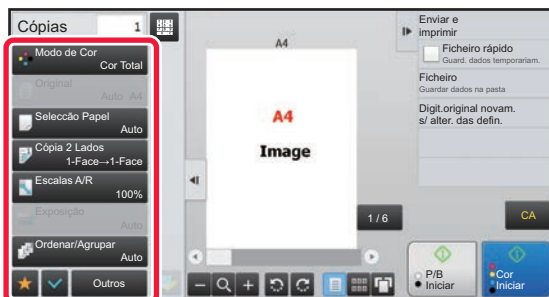 Cópias 1
Modo de Cor
Cor Total
Original
Auto A4
Seleccão Papel
Auto
Cópia 2 Lados
1-Face→1-Face
Escalas A/R
100%
Exposição
Auto
Ordenar/Agrupar
Auto
Outros
A4
A4
Image
1 / 6
Enviar e
imprimir
Ficheiro rápido
Guard. dados temporariam.
Ficheiro
Guardar dados na pasta
Digit.original novam.
s/ alter. das defin.
CA
P/B
Iniciar
Cor
Iniciar